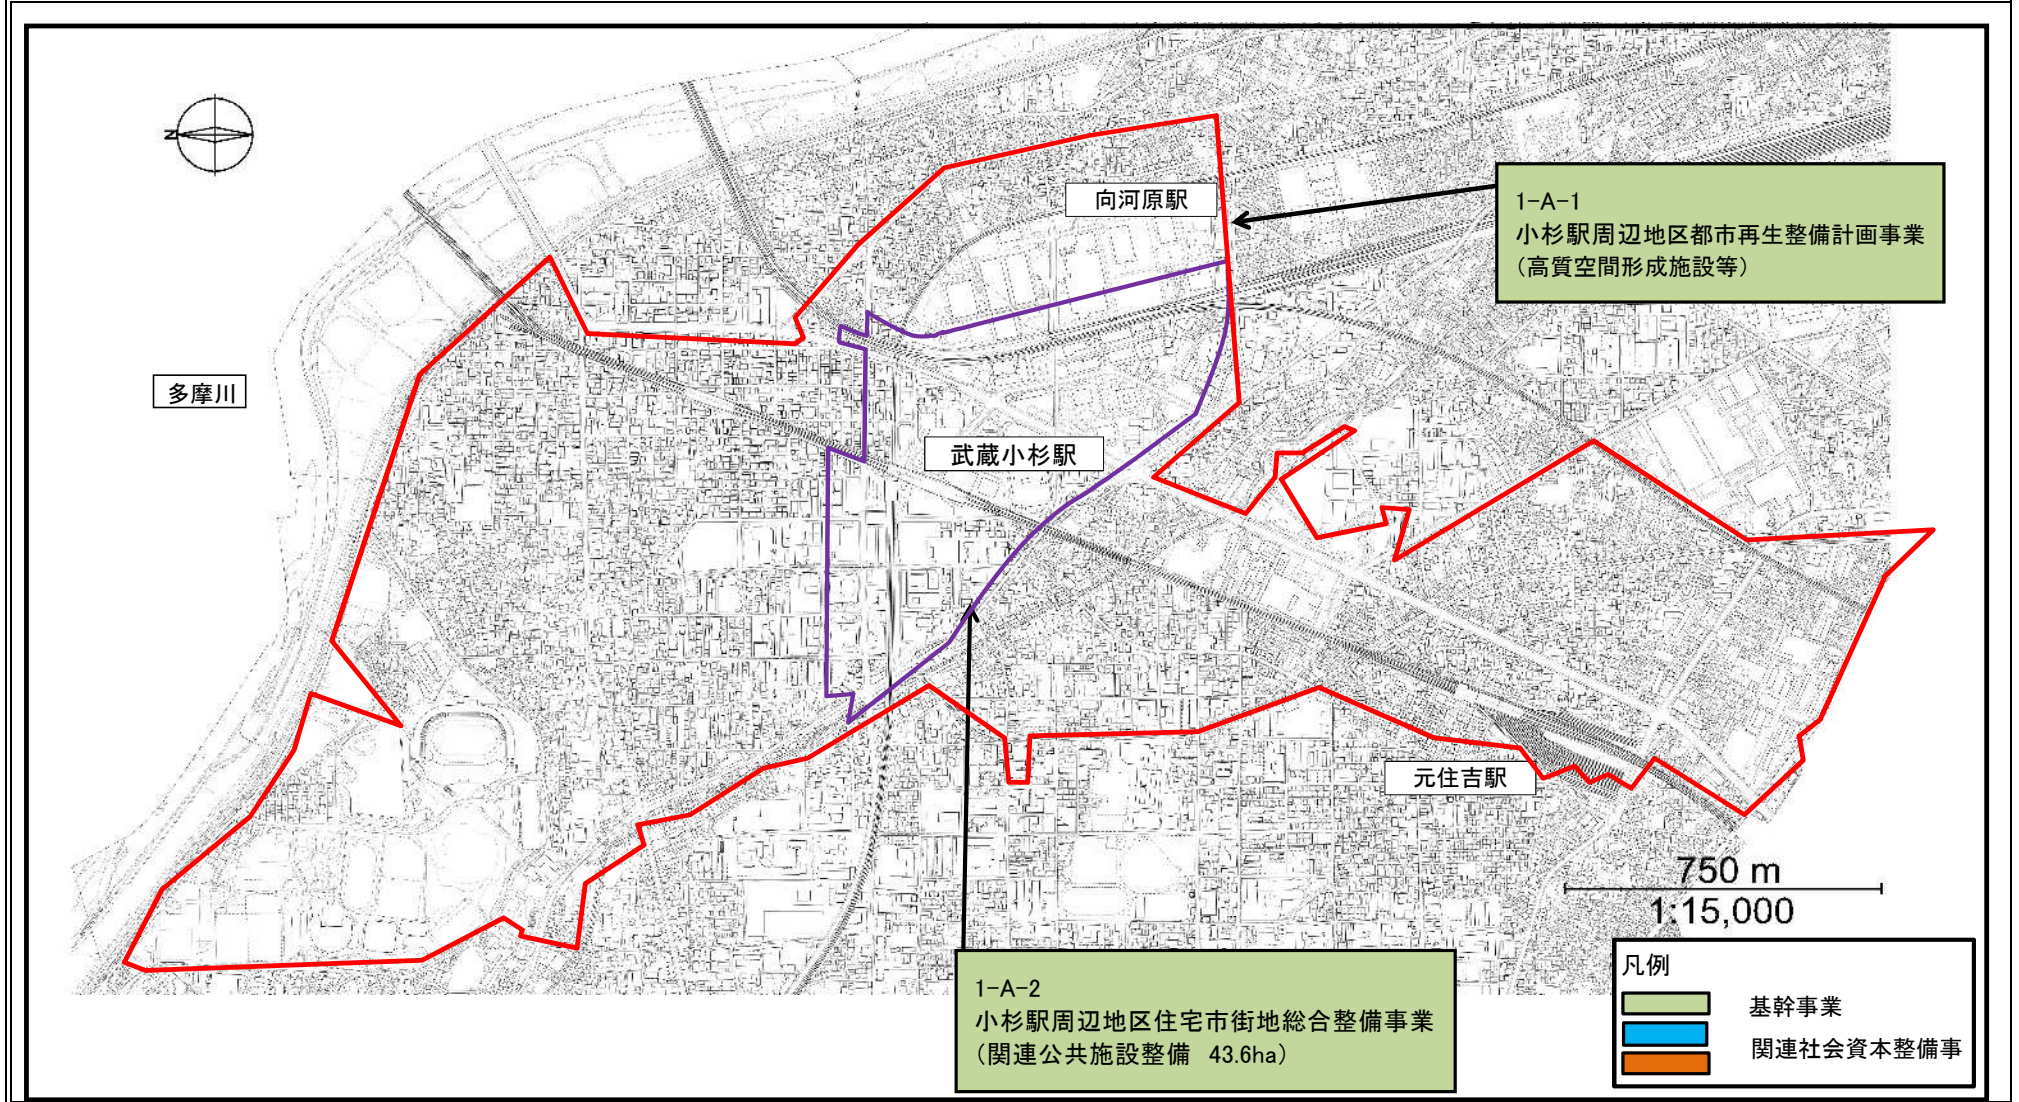 N
向河原駅
1-A-1
小杉駅周辺地区都市再生整備計画事業
（高質空間形成施設等）
多摩川
武蔵小杉駅
元住吉駅
750 m
1:15,000
凡例
基幹事業
関連社会資本整備事
1-A-2
小杉駅周辺地区住宅市街地総合整備事業
（関連公共施設整備　43.6ha）